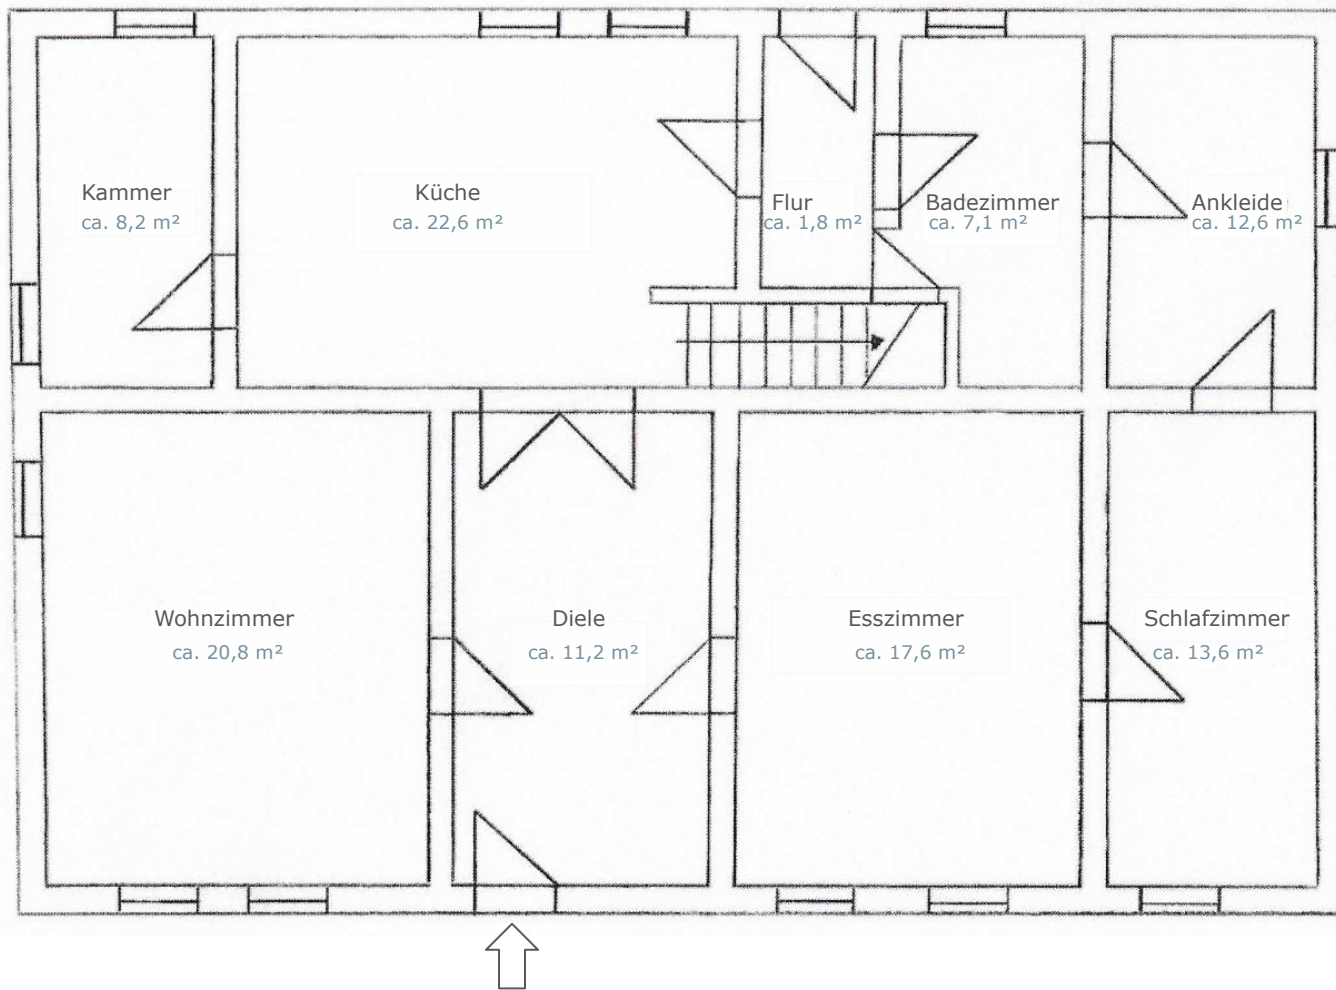 Kammer
ca. 8,2 m²
Küche
ca. 22,6 m²
Flur
ca. 1,8 m²
Badezimmer
ca. 7,1 m²
Ankleide
ca. 12,6 m²
Wohnzimmer
ca. 20,8 m²
Diele
ca. 11,2 m²
Esszimmer
ca. 17,6 m²
Schlafzimmer
ca. 13,6 m²